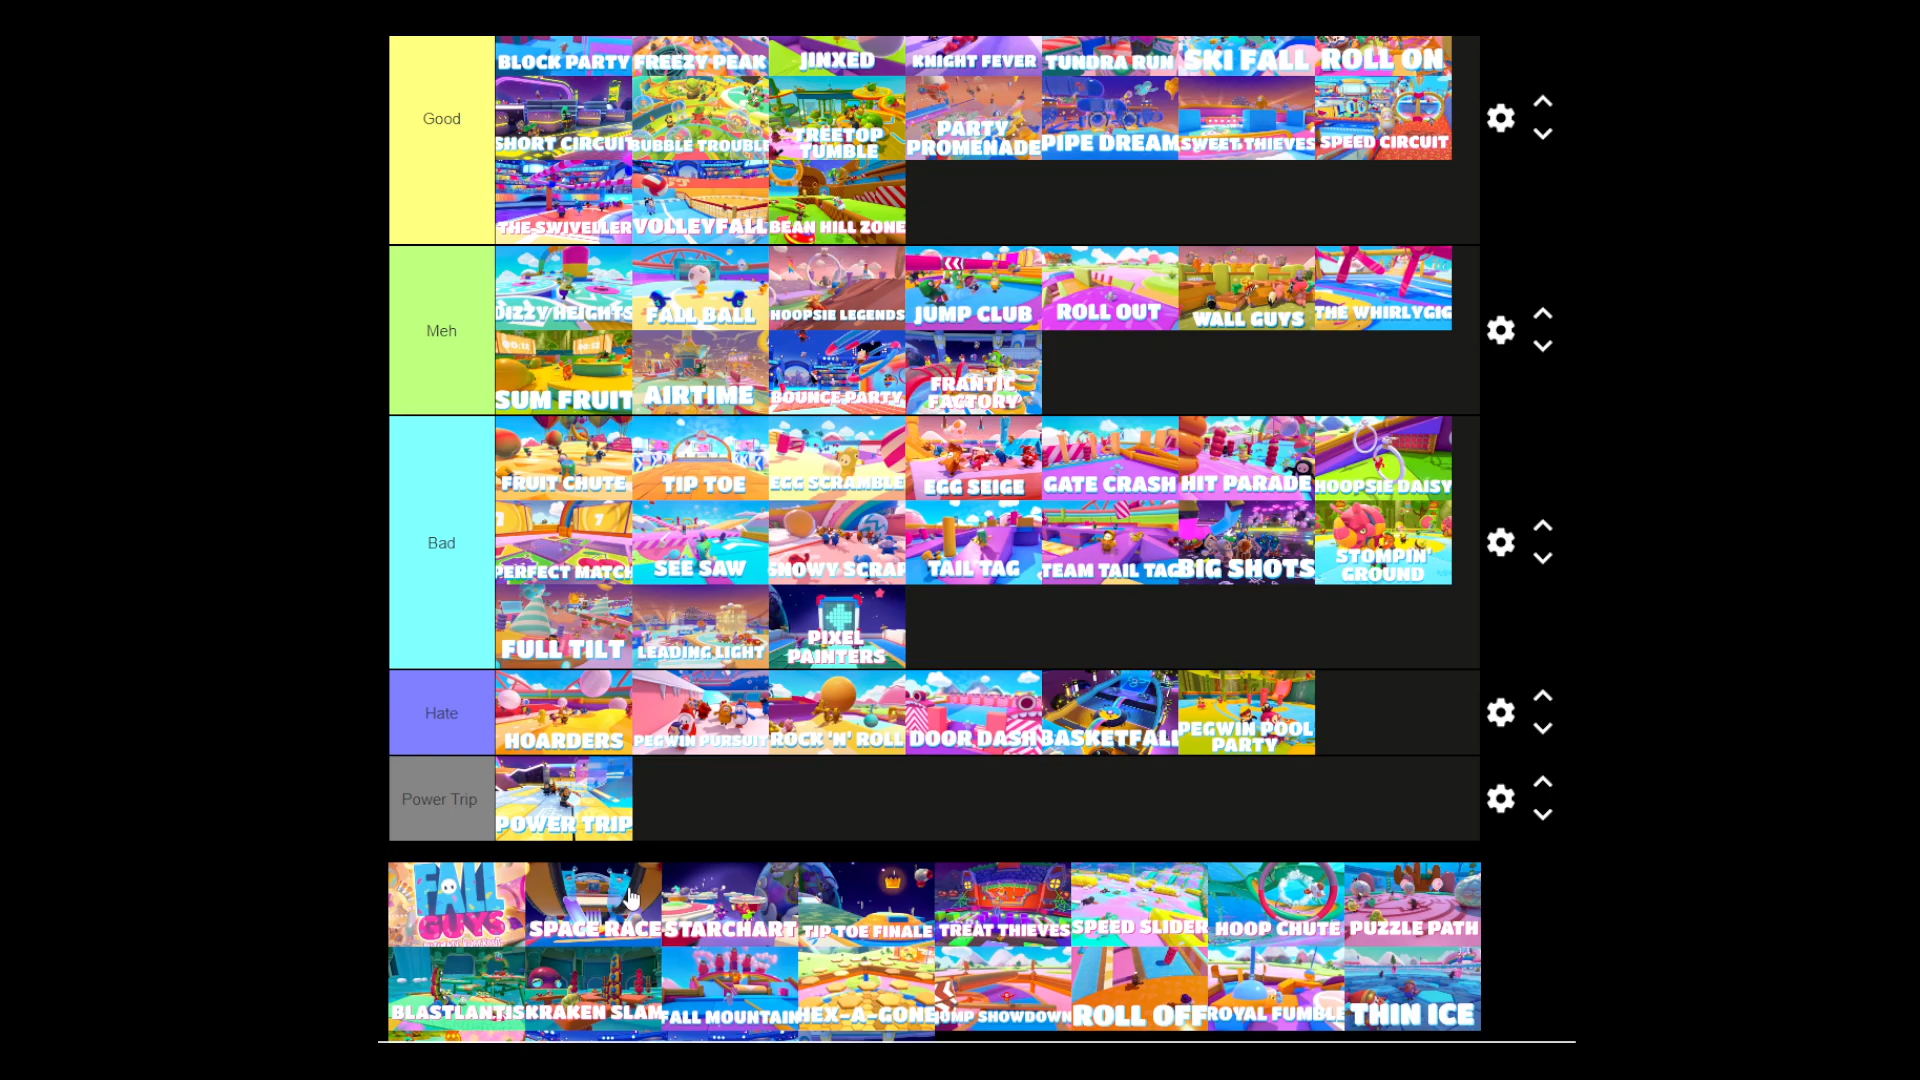 Good
BLOCK PARTY
FREEZY PEAK
JINXED
KNIGHT FEVER
TUNDRA RUN
SKI FALL
ROLL ON
SHORT CIRCUIT
BUBBLE TROUBLE
TREETOP
TUMBLE
PARTY
PROMENADE
PIPE DREAM
SWEET THIEVES
SPEED CIRCUIT
THE SWIVELLER
VOLLEYFALL
BEAN HILL ZONE
Meh
DIZZY HEIGHTS
FALL BALL
HOOPSIE LEGENDS
JUMP CLUB
ROLL OUT
WALL GUYS
THE WHIRLYGIG
SUM FRUIT
AIRTIME
BOUNCE PARTY
FRANTIC
FACTORY
Bad
FRUIT CHUTE
TIP TOE
EGG SCRAMBLE
EGG SEIGE
GATE CRASH
HIT PARADE
HOOPSIE DAISY
PERFECT MATCH
SEE SAW
SNOWY SCRAP
TAIL TAG
TEAM TAIL TAG
BIG SHOTS
STOMPIN'
GROUND
FULL TILT
LEADING LIGHT
PIXEL
PAINTERS
Hate
HOARDERS
PEGWIN PURSUIT
ROCK 'N' ROLL
DOOR DASH
BASKETFALL
PEGWIN POOL
PARTY
Power Trip
POWER TRIP
FALL
GUYS
SPACE RACE
STARCHART
TIP TOE FINALE
TREAT THIEVES
SPEED SLIDER
HOOP CHUTE
PUZZLE PATH
BLASTLANTIS
KRAKEN SLAM
FALL MOUNTAIN
HEX-A-GONE
JUMP SHOWDOWN
ROLL OFF
ROYAL FUMBLE
THIN ICE